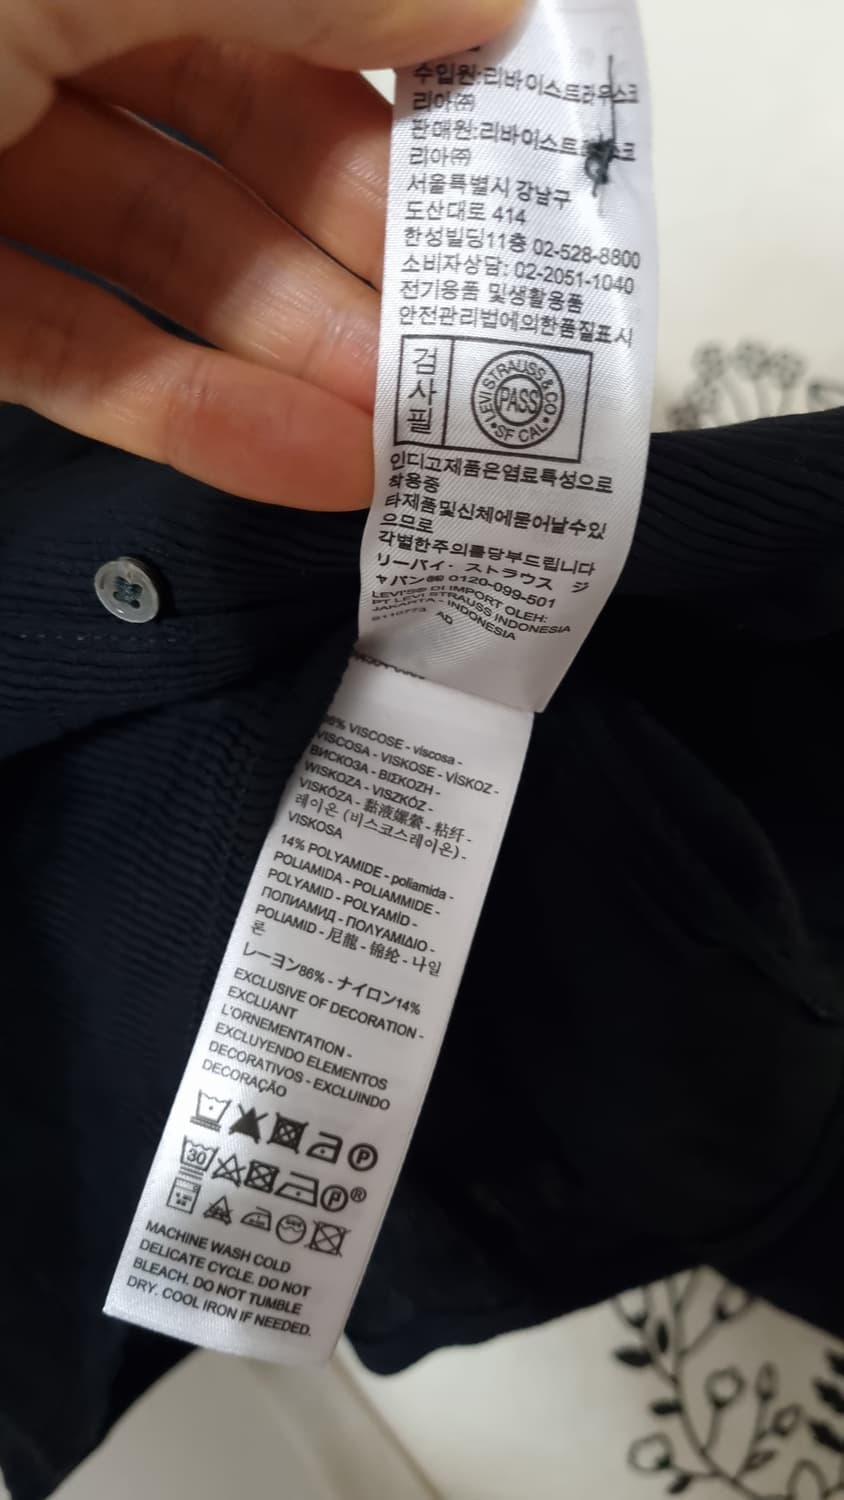 수입원:리바이스트라우스코
리아㈜
판매원:리바이스트라우스코
리아㈜
서울특별시 강남구
도산대로 414
한성빌딩11층 02-528-8800
소비자상담: 02-2051-1040
전기용품 및생활용품
안전관리법에의한품질표시
검
사
필
LEVI STRAUSS & CO.
PASS
SF CAL
인디고제품은염료특성으로
착용중
타제품및신체에묻어날수있
으므로
각별한주의를당부드립니다
リーバイ・ストラウス ジ
ャパン㈱ 0120-099-501
LEVI'S® DI IMPORT OLEH:
PT LEVI STRAUSS INDONESIA
JAKARTA - INDONESIA
AD
VISCOSE - viscosa -
VISCOSA - VISKOSE - VİSKOZ -
ВИСКОЗА - ΒΙΣΚΟΖΗ -
WISKOZA - VISZKÓZ -
VISKÓZA - 黏液嫘縈 - 粘纤 -
레이온 (비스코스레이온) -
VISKOSA
14% POLYAMIDE - poliamida -
POLIAMIDA - POLIAMMIDE -
POLYAMID - POLYAMİD -
ПОЛИАМИД - ΠΟΛΥΑΜΙΔΙΟ -
POLIAMID - 尼龍 - 锦纶 - 나일
론
レーヨン86% - ナイロン14%
EXCLUSIVE OF DECORATION -
EXCLUANT
L'ORNEMENTATION -
EXCLUYENDO ELEMENTOS
DECORATIVOS - EXCLUINDO
DECORAÇÃO
P
30 P ®
MACHINE WASH COLD
DELICATE CYCLE. DO NOT
BLEACH. DO NOT TUMBLE
DRY. COOL IRON IF NEEDED.